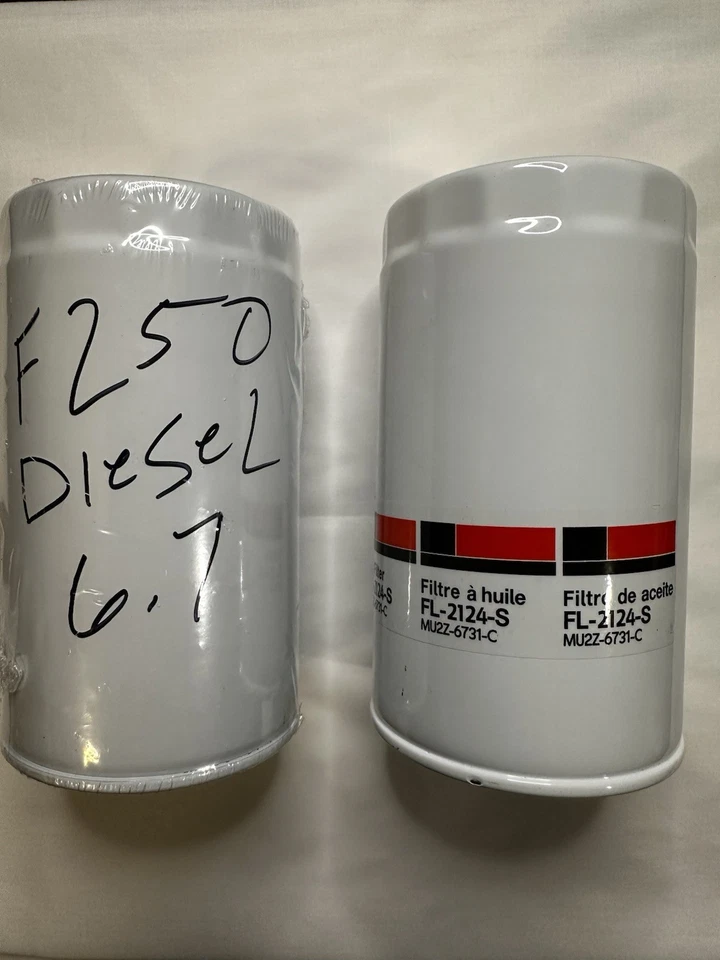 F250
DIeSeL
6.7
Filtre à huile
FL-2124-S
MU2Z-6731-C
Filtro de aceite
FL-2124-S
MU2Z-6731-C